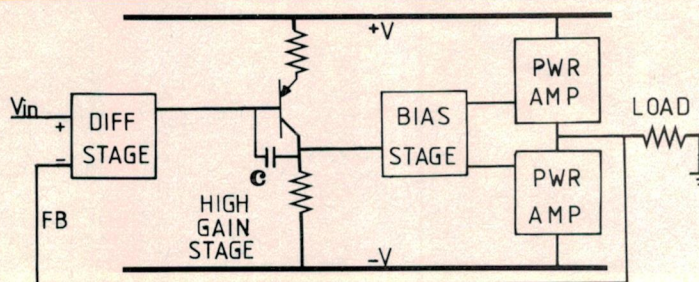 +V
Vin
+
DIFF
STAGE
-
FB
C
HIGH
GAIN
STAGE
BIAS
STAGE
PWR
AMP
PWR
AMP
LOAD
-V